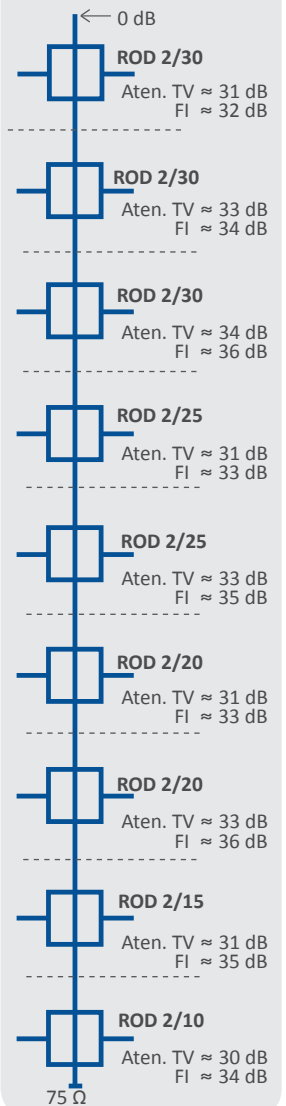 0 dB
ROD 2/30
Aten. TV ≈ 31 dB
FI ≈ 32 dB
ROD 2/30
Aten. TV ≈ 33 dB
FI ≈ 34 dB
ROD 2/30
Aten. TV ≈ 34 dB
FI ≈ 36 dB
ROD 2/25
Aten. TV ≈ 31 dB
FI ≈ 33 dB
ROD 2/25
Aten. TV ≈ 33 dB
FI ≈ 35 dB
ROD 2/20
Aten. TV ≈ 31 dB
FI ≈ 33 dB
ROD 2/20
Aten. TV ≈ 33 dB
FI ≈ 36 dB
ROD 2/15
Aten. TV ≈ 31 dB
FI ≈ 35 dB
ROD 2/10
Aten. TV ≈ 30 dB
FI ≈ 34 dB
75 Ω